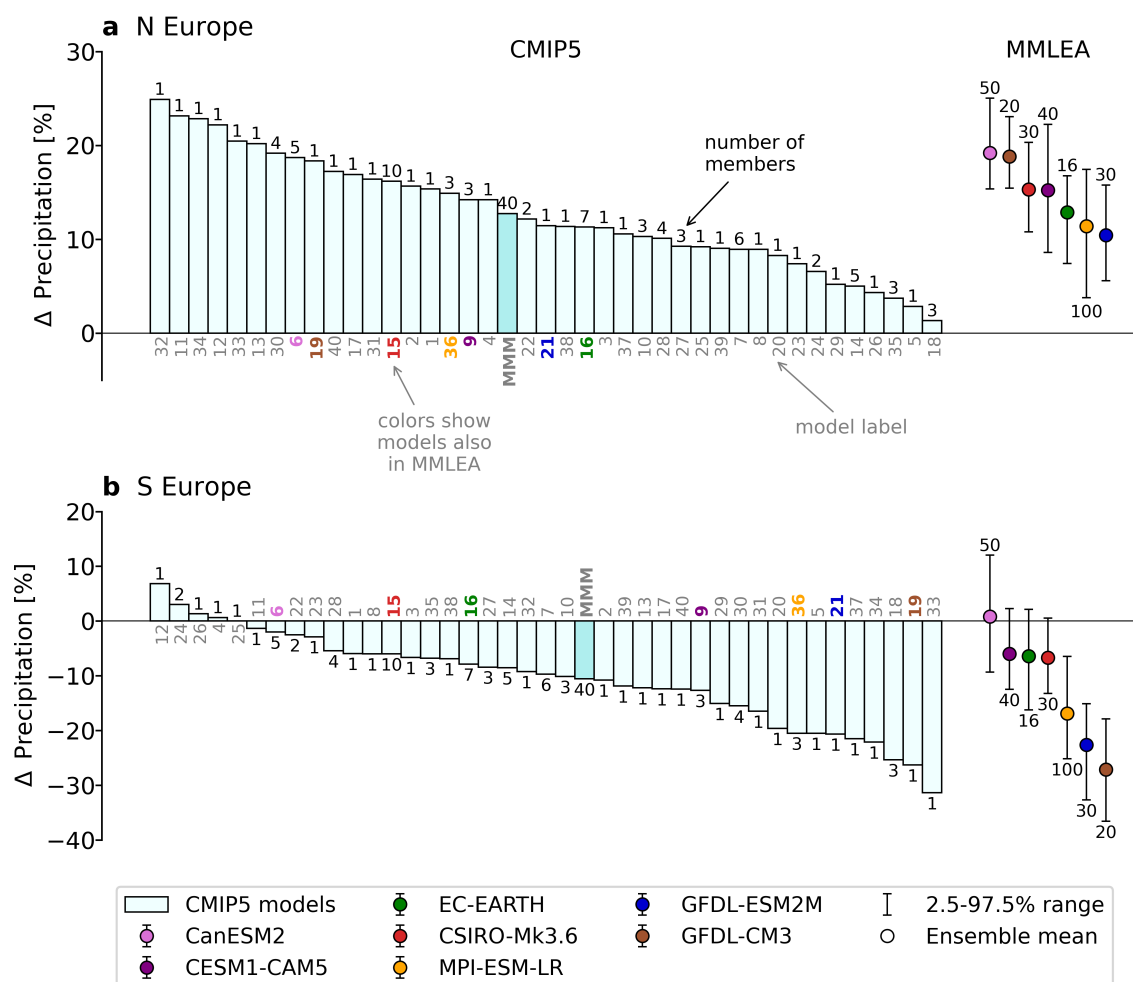 a N Europe
CMIP5
MMLEA
Δ Precipitation [%]
30
20
10
0
1 1 1 1 1 1 4 5 1 1 1 1 10 1 1 3 3 1 40 2 1 1 7 1 1 3 4 3 1 1 6 1 1 1 2 1 5 1 3 1 3
number of
members
50 20 30 40 16 100 30
32 11 34 12 33 13 30 6 19 40 17 31 15 2 1 36 9 4 MMM 22 21 38 16 3 37 10 28 27 25 39 7 8 20 23 24 29 14 26 35 5 18
colors show
models also
in MMLEA
model label
b S Europe
Δ Precipitation [%]
20
10
0
−10
−20
−30
−40
1 2 1 1 1
11 6 22 23 28 1 8 15 3 35 38 16 27 14 32 7 10 MMM 2 39 13 17 40 9 29 30 31 20 36 5 21 37 34 18 19 33
12 24 26 4 25
1 5 2 1 4 1 1 10 1 3 1 7 3 5 1 6 3 40 1 1 1 1 1 3 1 4 1 1 3 1 1 1 1 3 1 1
50 40 16 30 100 30 20
CMIP5 models
CanESM2
CESM1-CAM5
EC-EARTH
CSIRO-Mk3.6
MPI-ESM-LR
GFDL-ESM2M
GFDL-CM3
2.5-97.5% range
Ensemble mean